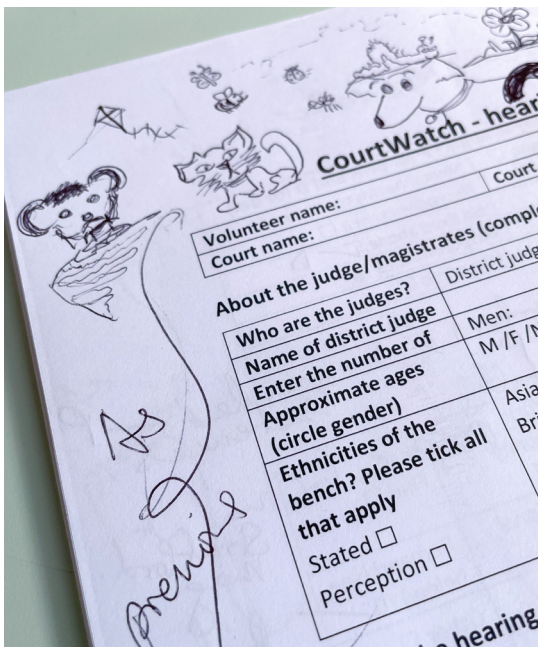 CourtWatch - hear
Volunteer name:
Court
Court name:
About the judge/magistrates (comple
Who are the judges?
District judg
Name of district judge
Enter the number of
Men:
Approximate ages
(circle gender)
M /F /N
Ethnicities of the
bench? Please tick all
that apply
Asia
Bri
Stated ☐
Perception ☐
As
previous
e hearing